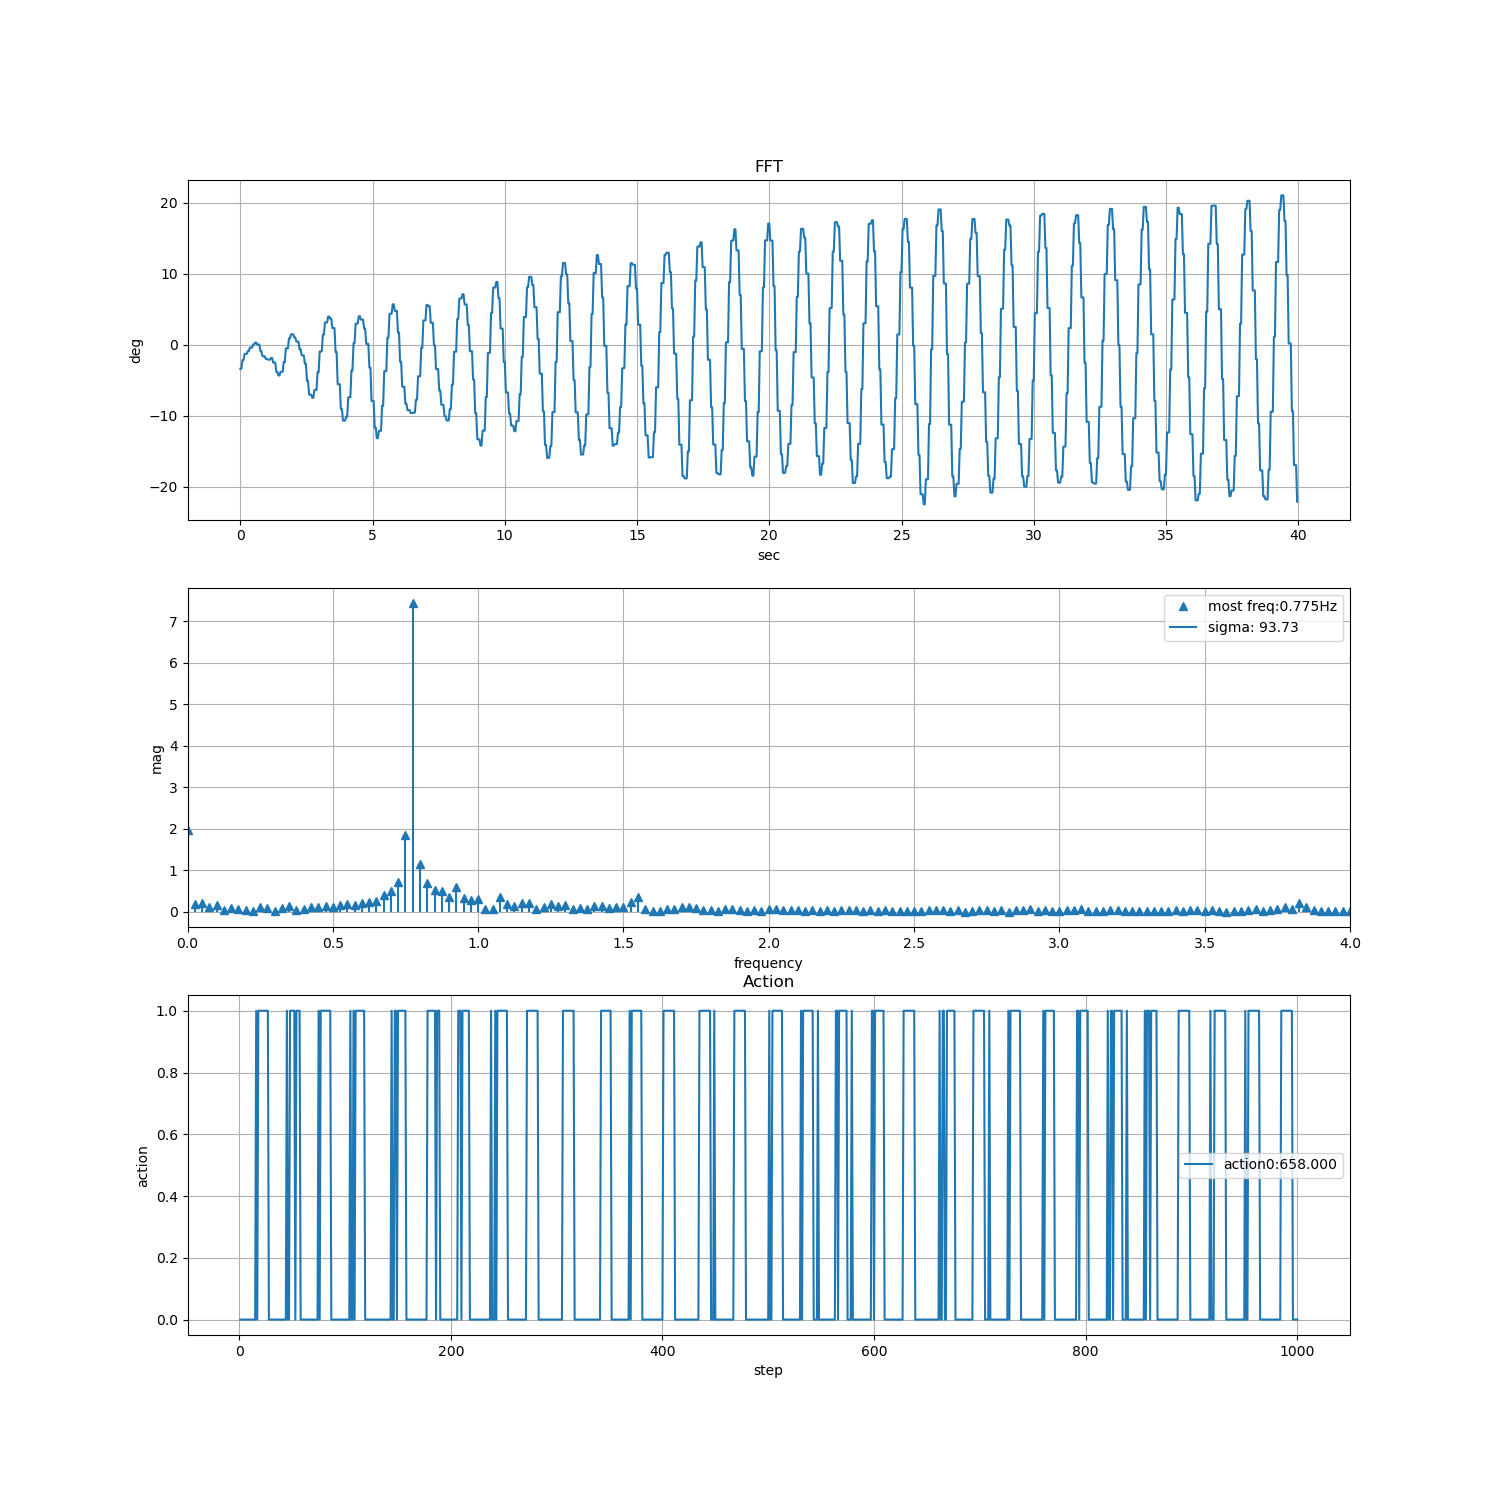 FFT
20
10
0
−10
−20
deg
0 5 10 15 20 25 30 35 40
sec
most freq:0.775Hz
sigma: 93.73
7
6
5
4
3
2
1
0
mag
0.0 0.5 1.0 1.5 2.0 2.5 3.0 3.5 4.0
frequency
Action
1.0
0.8
0.6
0.4
0.2
0.0
action
action0:658.000
0 200 400 600 800 1000
step